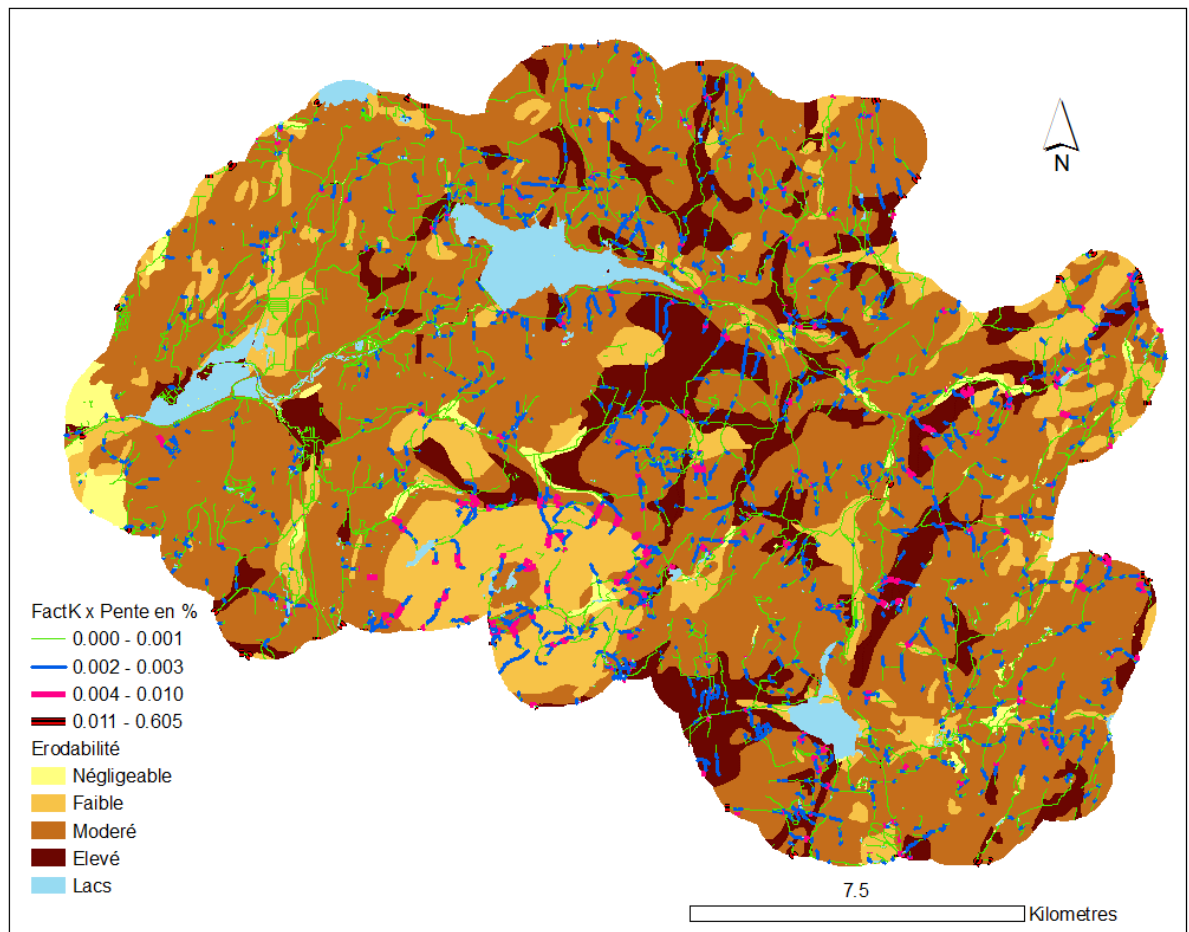 N
FactK x Pente en %
0.000 - 0.001
0.002 - 0.003
0.004 - 0.010
0.011 - 0.605
Erodabilité
Négligeable
Faible
Moderé
Elevé
Lacs
7.5
Kilometres